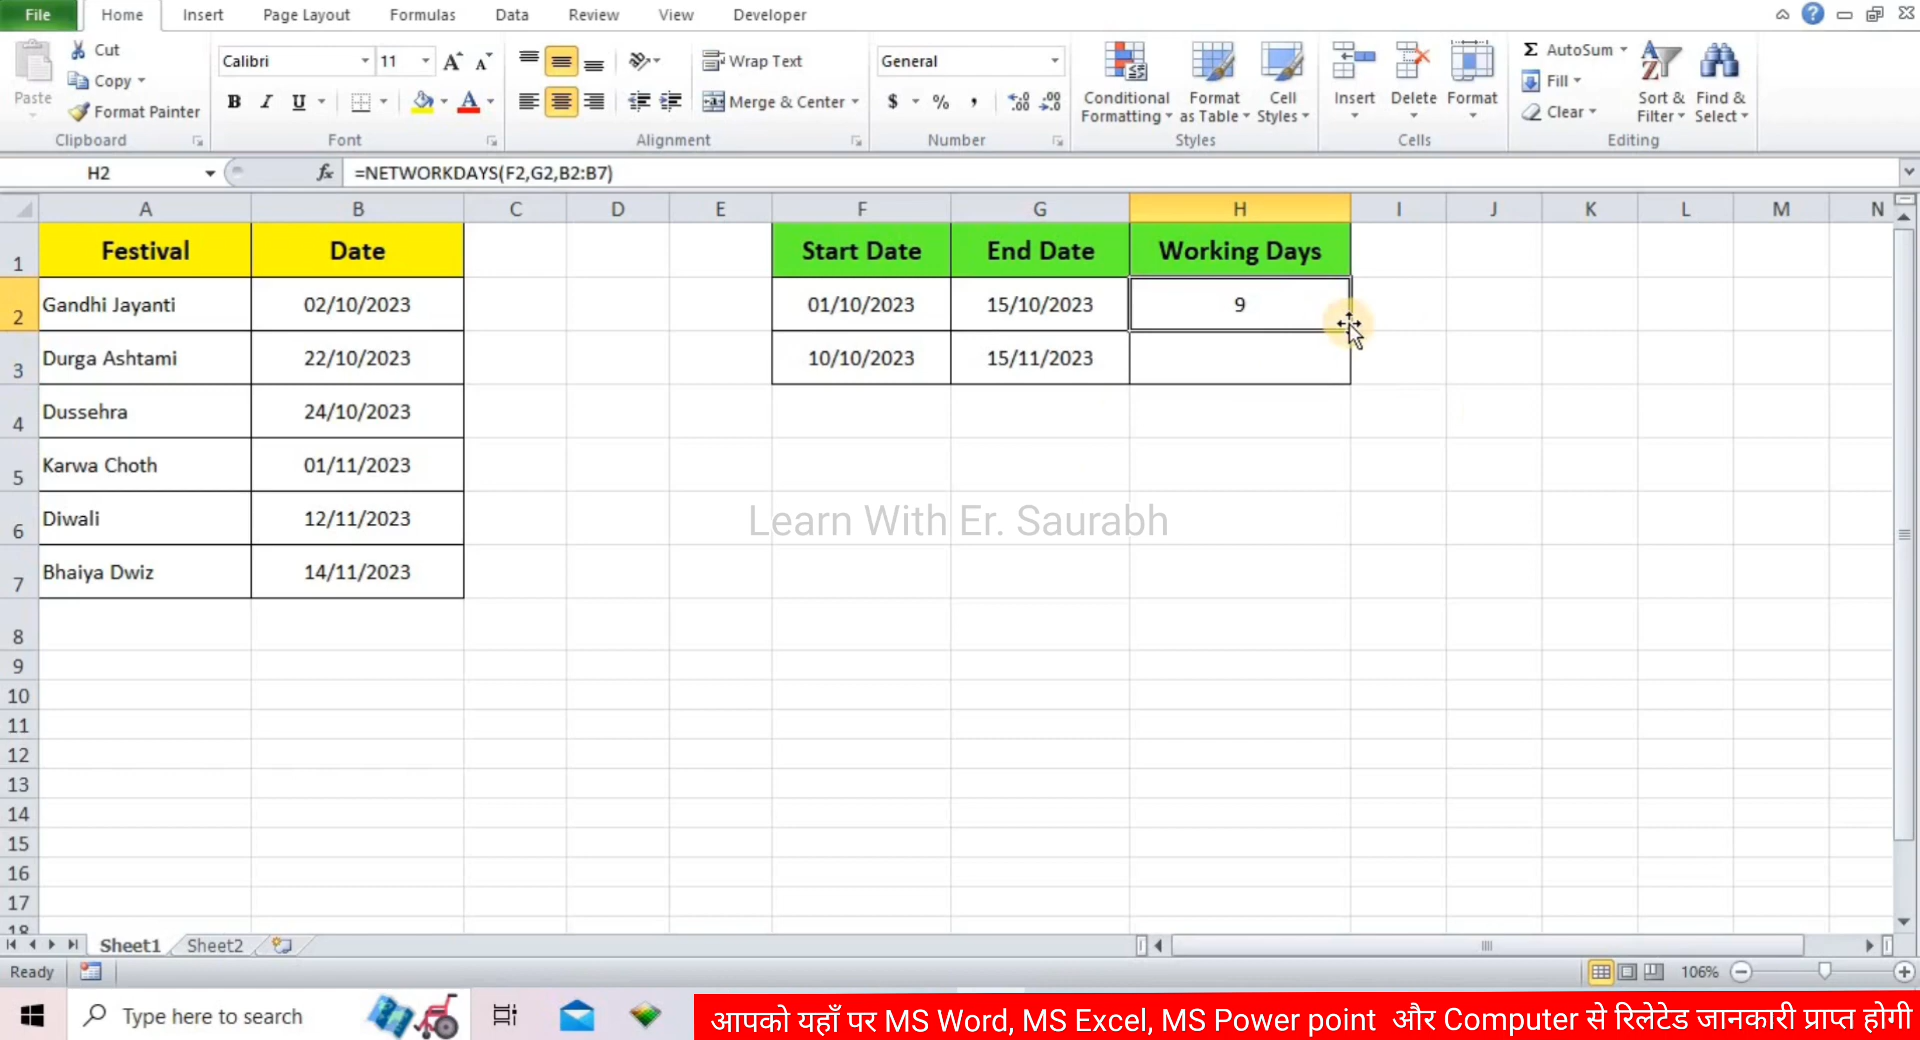 File Home Insert Page Layout Formulas Data Review View Developer
Paste Cut Copy Format Painter Clipboard
Calibri 11 A A B I U A Font
Wrap Text Merge & Center Alignment
General $ % , .0 .00 .00 .0 Number
Conditional Formatting Format as Table Cell Styles Styles
Insert Delete Format Cells
Σ AutoSum Fill Clear Sort & Filter Find & Select Editing
H2 fx =NETWORKDAYS(F2,G2,B2:B7)
A B C D E F G H I J K L M N
1 Festival Date Start Date End Date Working Days
2 Gandhi Jayanti 02/10/2023 01/10/2023 15/10/2023 9
3 Durga Ashtami 22/10/2023 10/10/2023 15/11/2023
4 Dussehra 24/10/2023
5 Karwa Choth 01/11/2023
Learn With Er. Saurabh
6 Diwali 12/11/2023
7 Bhaiya Dwiz 14/11/2023
8
9
10
11
12
13
14
15
16
17
18
Sheet1 Sheet2
Ready 106%
Type here to search
आपको यहाँ पर MS Word, MS Excel, MS Power point और Computer से रिलेटेड जानकारी प्राप्त होगी